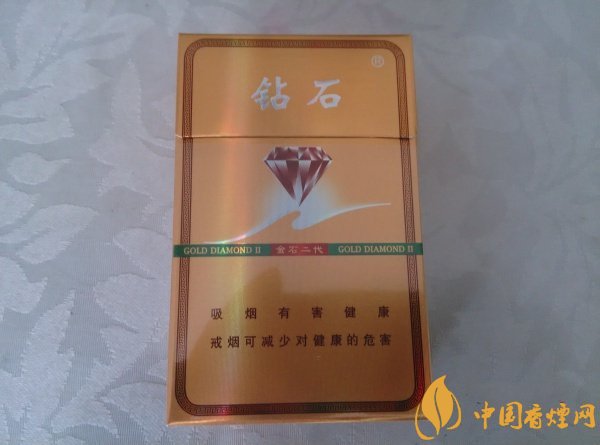 钻石
®
GOLD DIAMOND II 金石二代 GOLD DIAMOND II
吸烟有害健康
戒烟可减少对健康的危害
中国香烟网